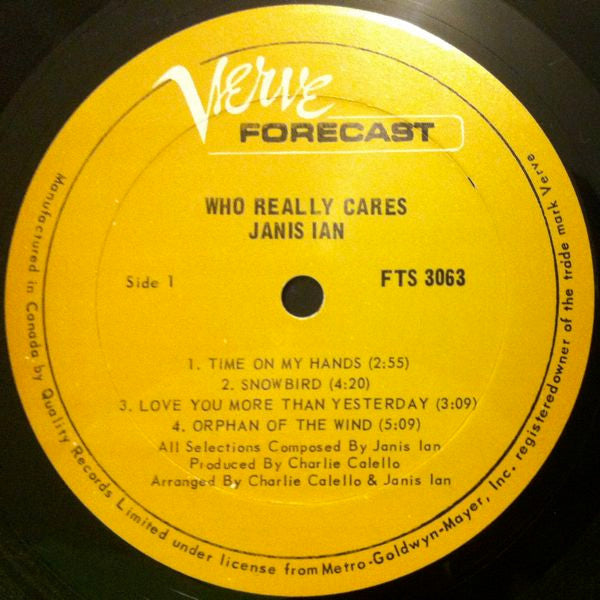 Verve
FORECAST
WHO REALLY CARES
JANIS IAN
Side 1
FTS 3063
1. TIME ON MY HANDS (2:55)
2. SNOWBIRD (4:20)
3. LOVE YOU MORE THAN YESTERDAY (3:09)
4. ORPHAN OF THE WIND (5:09)
All Selections Composed By Janis Ian
Produced By Charlie Calello
Arranged By Charlie Calello & Janis Ian
Manufactured in Canada by Quality Records Limited under license from Metro-Goldwyn-Mayer, Inc. registered owner of the trade mark Verve